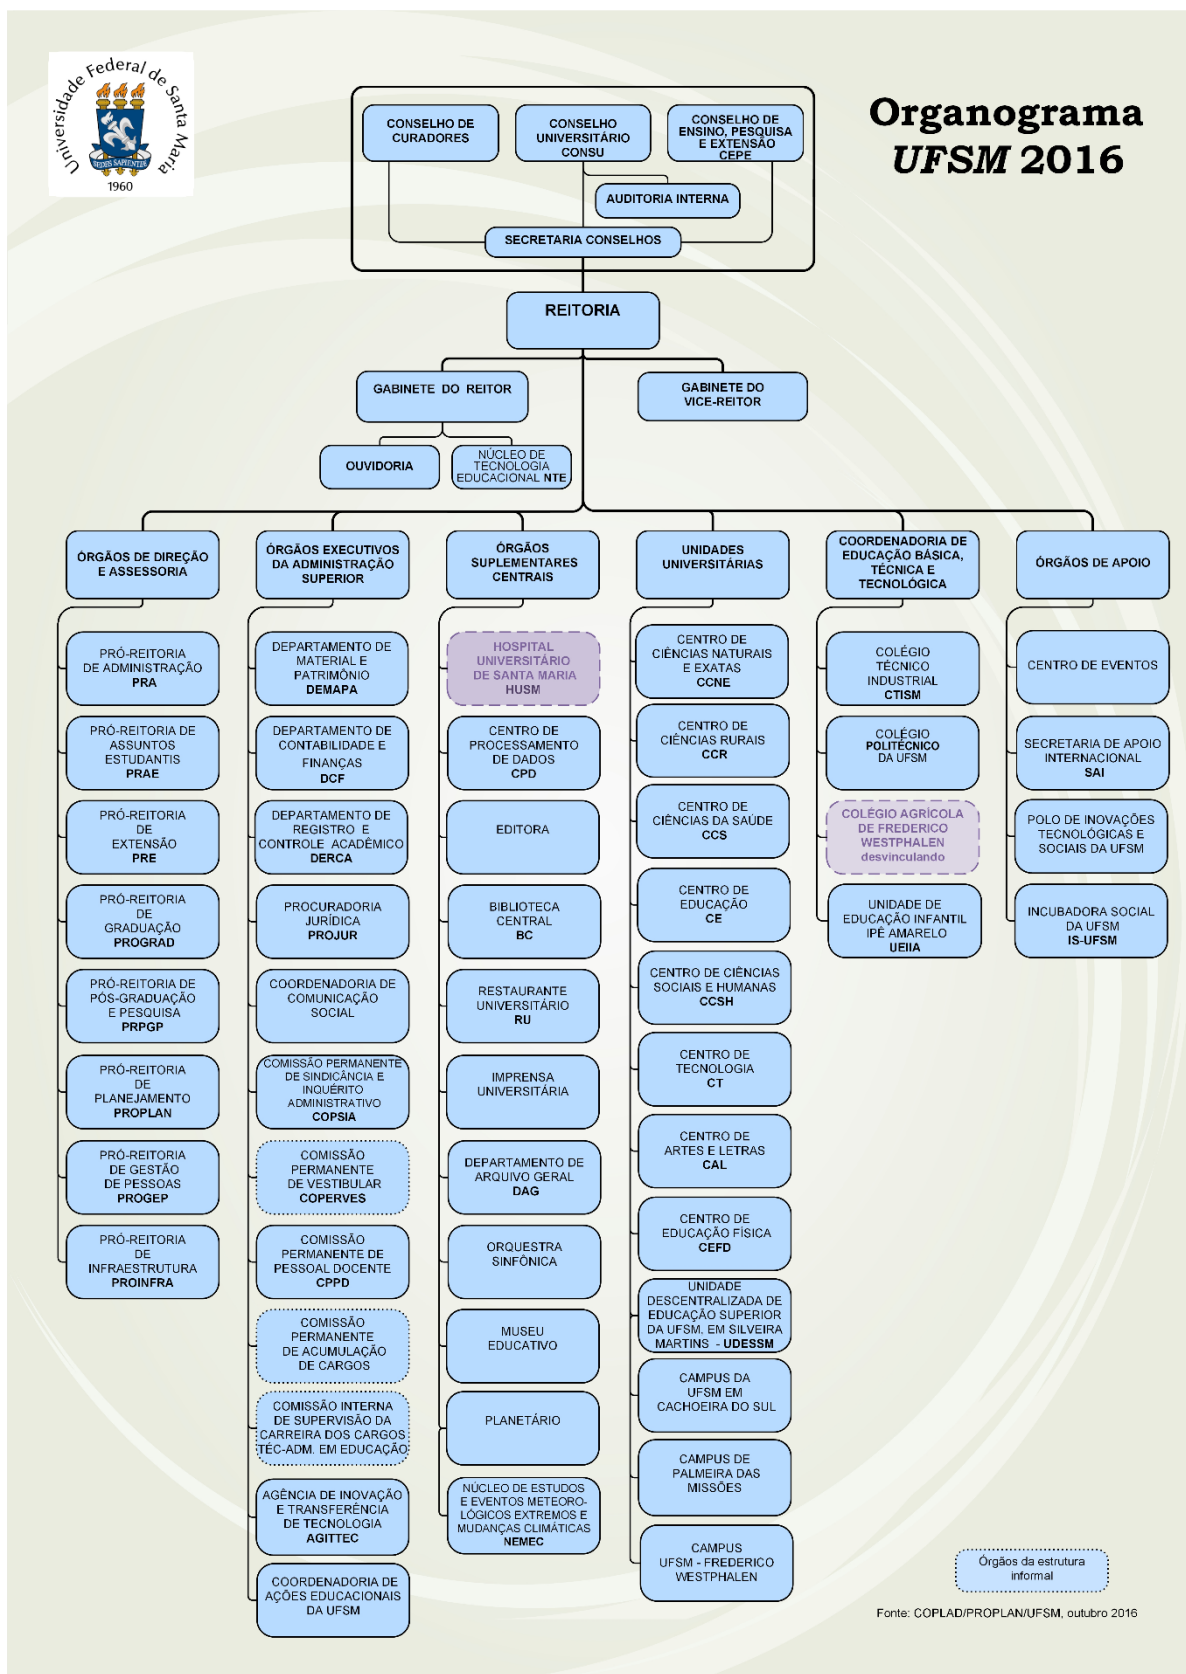 Universidade Federal de Santa Maria
SEDES SAPIENTIÆ
1960
Organograma
UFSM 2016
CONSELHO DE
CURADORES
CONSELHO
UNIVERSITÁRIO
CONSU
CONSELHO DE
ENSINO, PESQUISA
E EXTENSÃO
CEPE
AUDITORIA INTERNA
SECRETARIA CONSELHOS
REITORIA
GABINETE DO REITOR
GABINETE DO
VICE-REITOR
OUVIDORIA
NÚCLEO DE
TECNOLOGIA
EDUCACIONAL NTE
ÓRGÃOS DE DIREÇÃO
E ASSESSORIA
PRÓ-REITORIA
DE ADMINISTRAÇÃO
PRA
PRÓ-REITORIA DE
ASSUNTOS
ESTUDANTIS
PRAE
PRÓ-REITORIA
DE
EXTENSÃO
PRE
PRÓ-REITORIA
DE
GRADUAÇÃO
PROGRAD
PRÓ-REITORIA DE
PÓS-GRADUAÇÃO
E PESQUISA
PRPGP
PRÓ-REITORIA
DE
PLANEJAMENTO
PROPLAN
PRÓ-REITORIA
DE GESTÃO
DE PESSOAS
PROGEP
PRÓ-REITORIA
DE
INFRAESTRUTURA
PROINFRA
ÓRGÃOS EXECUTIVOS
DA ADMINISTRAÇÃO
SUPERIOR
DEPARTAMENTO DE
MATERIAL E
PATRIMÔNIO
DEMAPA
DEPARTAMENTO DE
CONTABILIDADE E
FINANÇAS
DCF
DEPARTAMENTO DE
REGISTRO E
CONTROLE ACADÊMICO
DERCA
PROCURADORIA
JURÍDICA
PROJUR
COORDENADORIA DE
COMUNICAÇÃO
SOCIAL
COMISSÃO PERMANENTE
DE SINDICÂNCIA E
INQUÉRITO
ADMINISTRATIVO
COPSIA
COMISSÃO
PERMANENTE
DE VESTIBULAR
COPERVES
COMISSÃO
PERMANENTE DE
PESSOAL DOCENTE
CPPD
COMISSÃO
PERMANENTE
DE ACUMULAÇÃO
DE CARGOS
COMISSÃO INTERNA
DE SUPERVISÃO DA
CARREIRA DOS CARGOS
TÉC-ADM. EM EDUCAÇÃO
AGÊNCIA DE INOVAÇÃO
E TRANSFERÊNCIA
DE TECNOLOGIA
AGITTEC
COORDENADORIA DE
AÇÕES EDUCACIONAIS
DA UFSM
ÓRGÃOS
SUPLEMENTARES
CENTRAIS
HOSPITAL
UNIVERSITÁRIO
DE SANTA MARIA
HUSM
CENTRO DE
PROCESSAMENTO
DE DADOS
CPD
EDITORA
BIBLIOTECA
CENTRAL
BC
RESTAURANTE
UNIVERSITÁRIO
RU
IMPRENSA
UNIVERSITÁRIA
DEPARTAMENTO DE
ARQUIVO GERAL
DAG
ORQUESTRA
SINFÔNICA
MUSEU
EDUCATIVO
PLANETÁRIO
NÚCLEO DE ESTUDOS
E EVENTOS METEORO-
LÓGICOS EXTREMOS E
MUDANÇAS CLIMÁTICAS
NEMEC
UNIDADES
UNIVERSITÁRIAS
CENTRO DE
CIÊNCIAS NATURAIS
E EXATAS
CCNE
CENTRO DE
CIÊNCIAS RURAIS
CCR
CENTRO DE
CIÊNCIAS DA SAÚDE
CCS
CENTRO DE
EDUCAÇÃO
CE
CENTRO DE CIÊNCIAS
SOCIAIS E HUMANAS
CCSH
CENTRO DE
TECNOLOGIA
CT
CENTRO DE
ARTES E LETRAS
CAL
CENTRO DE
EDUCAÇÃO FÍSICA
CEFD
UNIDADE
DESCENTRALIZADA DE
EDUCAÇÃO SUPERIOR
DA UFSM, EM SILVEIRA
MARTINS - UDESSM
CAMPUS DA
UFSM EM
CACHOEIRA DO SUL
CAMPUS DE
PALMEIRA DAS
MISSÕES
CAMPUS
UFSM - FREDERICO
WESTPHALEN
COORDENADORIA DE
EDUCAÇÃO BÁSICA,
TÉCNICA E
TECNOLÓGICA
COLÉGIO
TÉCNICO
INDUSTRIAL
CTISM
COLÉGIO
POLITÉCNICO
DA UFSM
COLÉGIO AGRÍCOLA
DE FREDERICO
WESTPHALEN
desvinculando
UNIDADE DE
EDUCAÇÃO INFANTIL
IPÊ AMARELO
UEIIA
ÓRGÃOS DE APOIO
CENTRO DE EVENTOS
SECRETARIA DE APOIO
INTERNACIONAL
SAI
POLO DE INOVAÇÕES
TECNOLÓGICAS E
SOCIAIS DA UFSM
INCUBADORA SOCIAL
DA UFSM
IS-UFSM
Órgãos da estrutura
informal
Fonte: COPLAD/PROPLAN/UFSM, outubro 2016